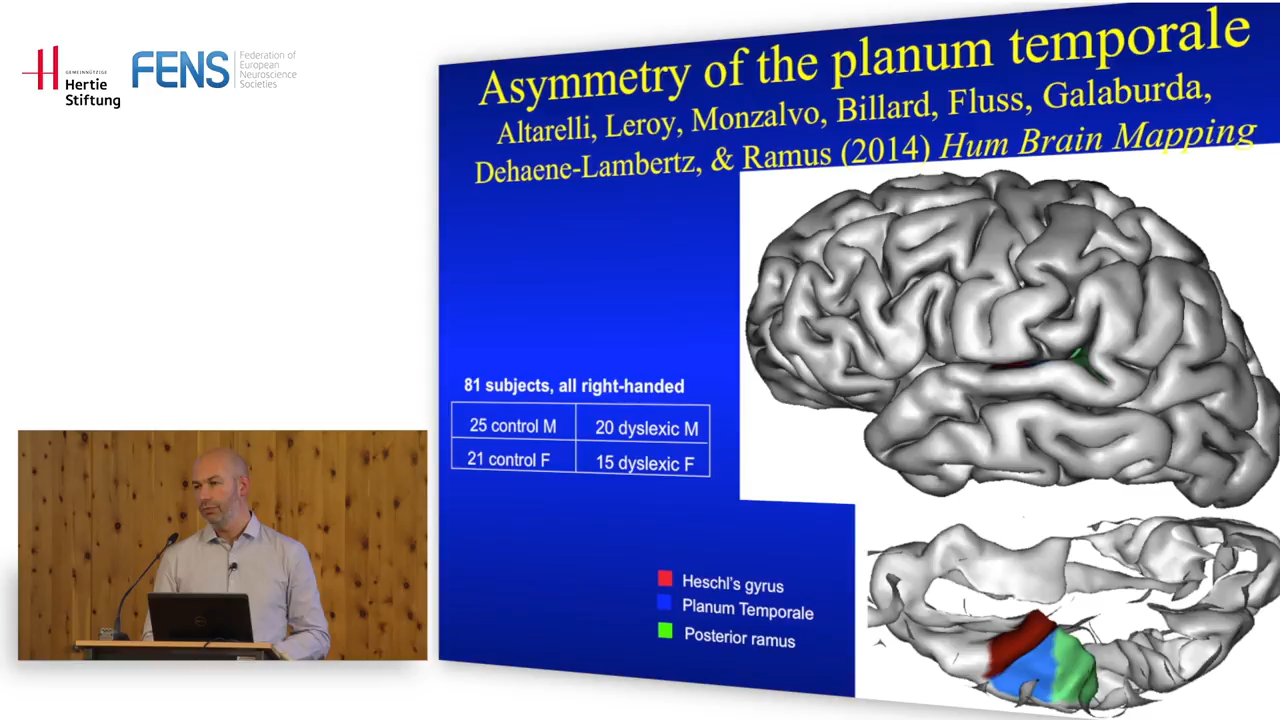 GEMEINNÜTZIGE
Hertie
Stiftung
FENS
Federation of
European
Neuroscience
Societies
Asymmetry of the planum temporale
Altarelli, Leroy, Monzalvo, Billard, Fluss, Galaburda,
Dehaene-Lambertz, & Ramus (2014) Hum Brain Mapping
81 subjects, all right-handed
25 control M
20 dyslexic M
21 control F
15 dyslexic F
Heschl's gyrus
Planum Temporale
Posterior ramus